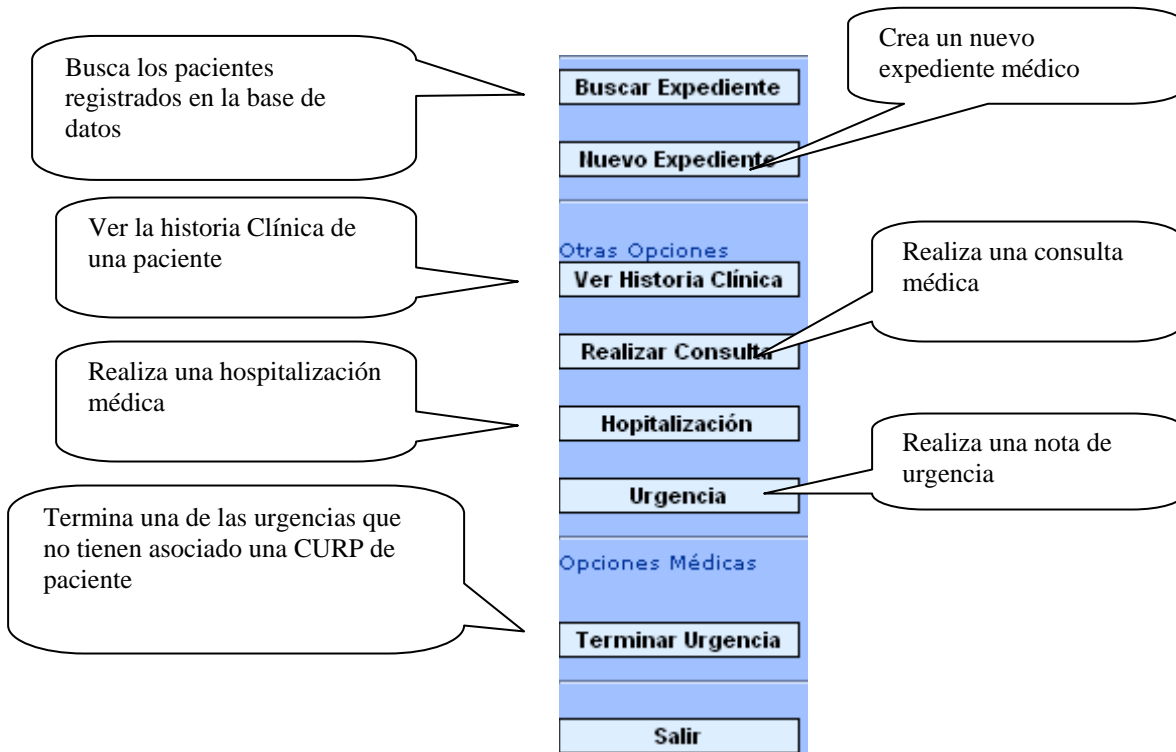 Crea un nuevo
expediente médico
Busca los pacientes
registrados en la base de
datos
Buscar Expediente
Nuevo Expediente
Ver la historia Clínica de
una paciente
Otras Opciones
Ver Historia Clínica
Realiza una consulta
médica
Realizar Consulta
Realiza una hospitalización
médica
Hopitalización
Realiza una nota de
urgencia
Urgencia
Termina una de las urgencias que
no tienen asociado una CURP de
paciente
Opciones Médicas
Terminar Urgencia
Salir